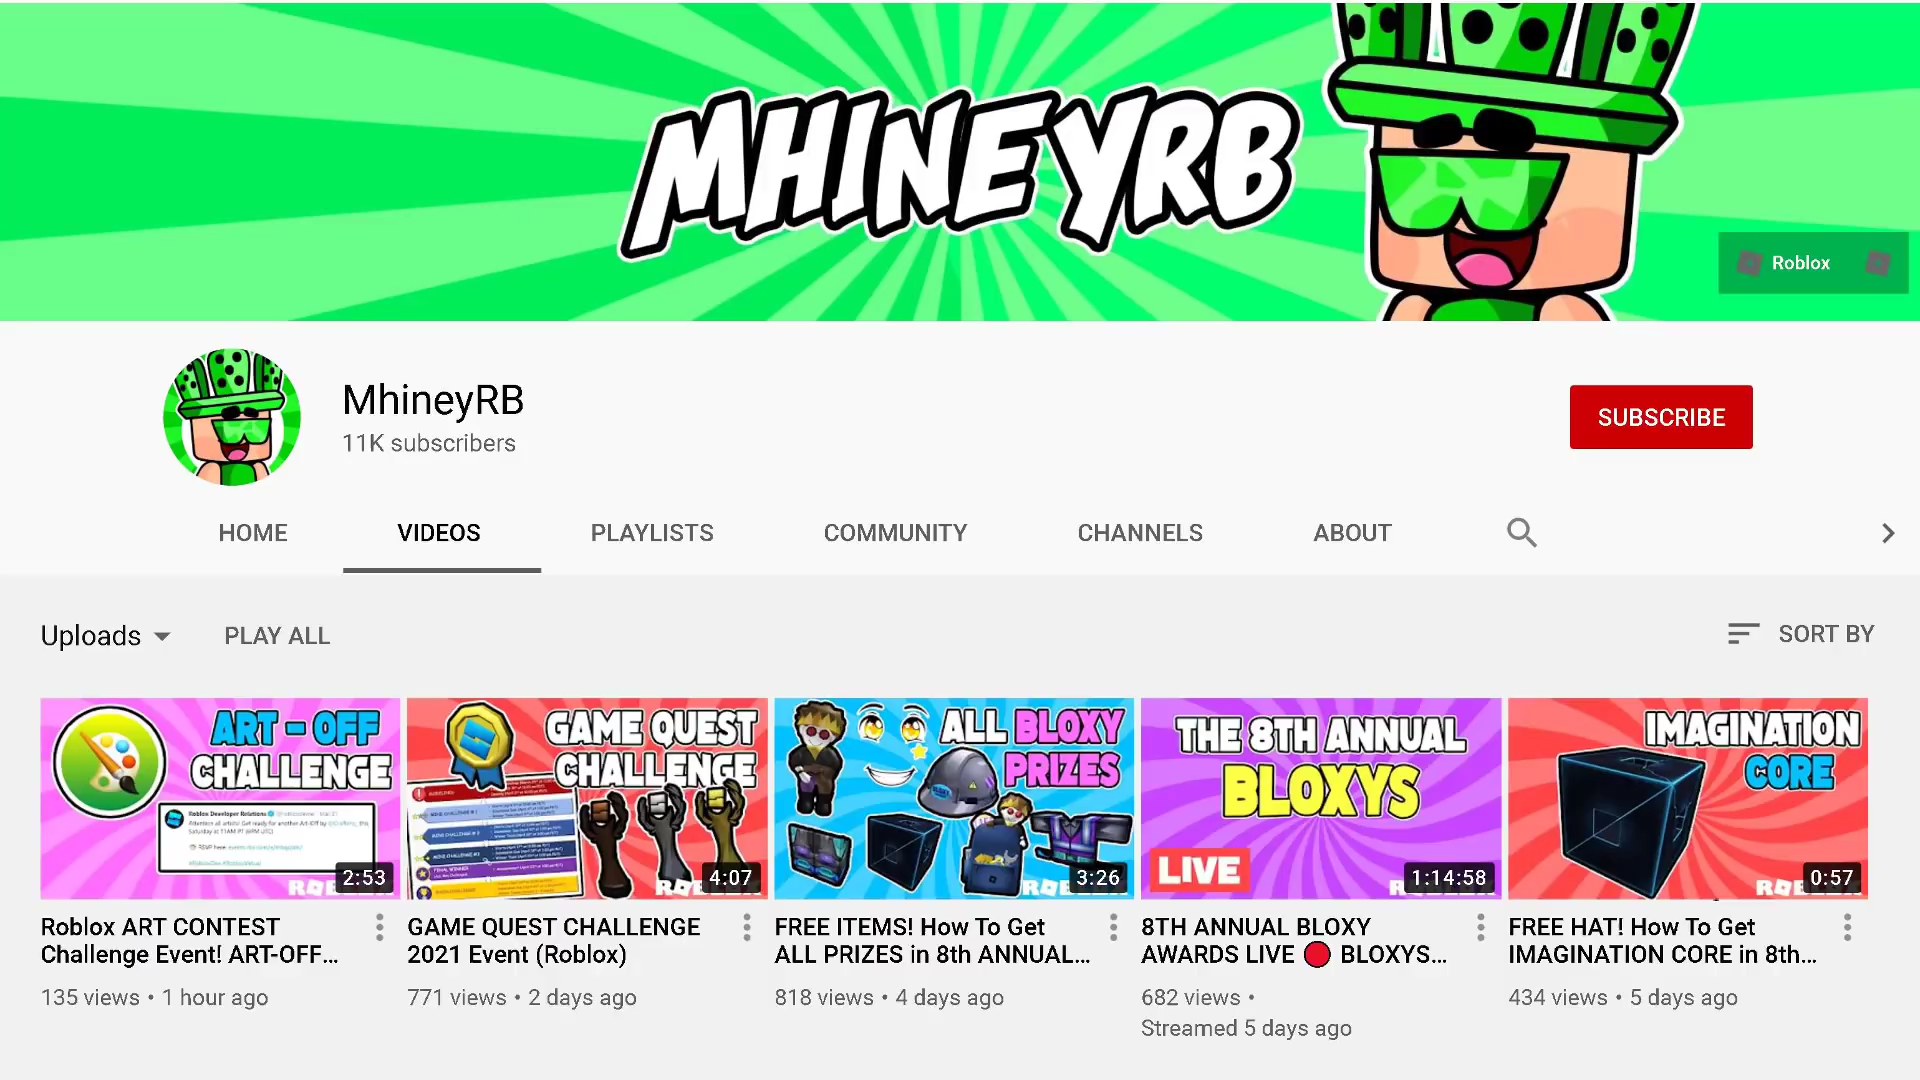 MHINEYRB
Roblox
MhineyRB
11K subscribers
SUBSCRIBE
HOME
VIDEOS
PLAYLISTS
COMMUNITY
CHANNELS
ABOUT
Uploads
PLAY ALL
SORT BY
ART - OFF
CHALLENGE
Roblox Developer Relations
2:53
GAME QUEST
CHALLENGE
4:07
ALL BLOXY
PRIZES
3:26
THE 8TH ANNUAL
BLOXYS
LIVE
1:14:58
IMAGINATION
CORE
0:57
Roblox ART CONTEST
Challenge Event! ART-OFF...
135 views • 1 hour ago
GAME QUEST CHALLENGE
2021 Event (Roblox)
771 views • 2 days ago
FREE ITEMS! How To Get
ALL PRIZES in 8th ANNUAL...
818 views • 4 days ago
8TH ANNUAL BLOXY
AWARDS LIVE 🔴 BLOXYS...
682 views •
Streamed 5 days ago
FREE HAT! How To Get
IMAGINATION CORE in 8th...
434 views • 5 days ago